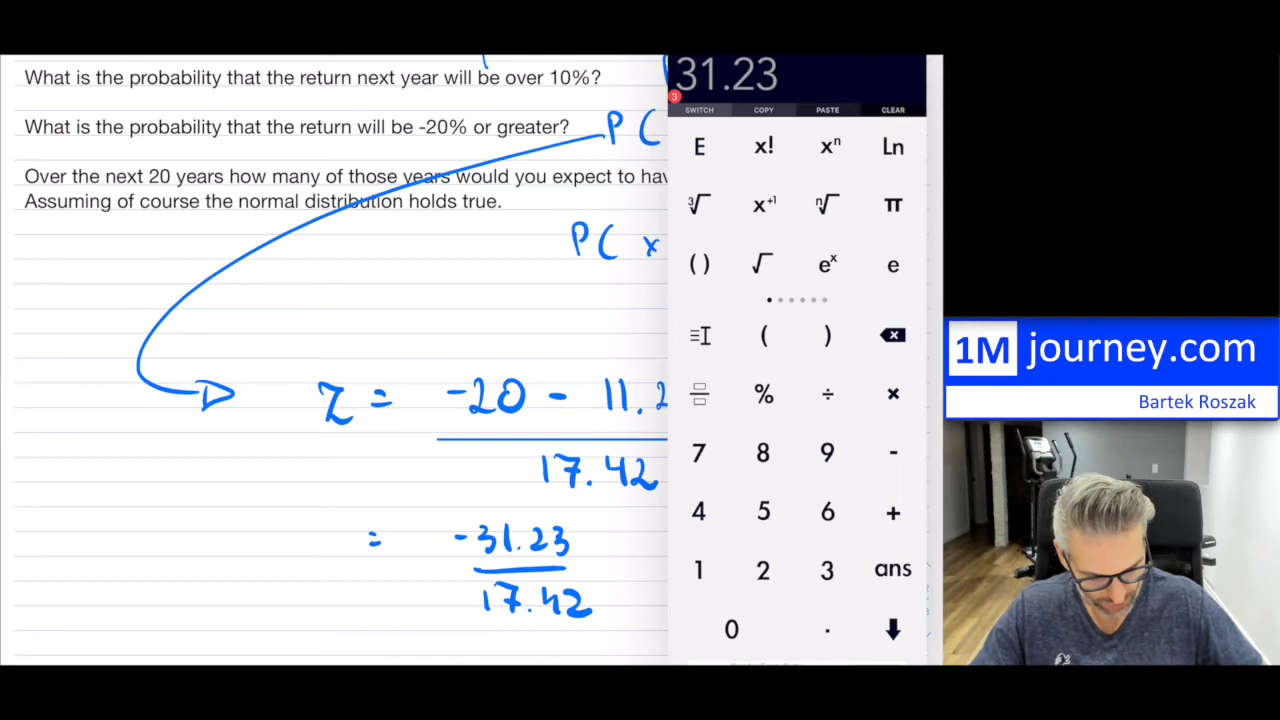 What is the probability that the return next year will be over 10%?
What is the probability that the return will be -20% or greater?
P (
Over the next 20 years how many of those years would you expect to hav
Assuming of course the normal distribution holds true.
P ( x
z = -20 - 11.2
17.42
= -31.23
17.42
31.23
3
SWITCH COPY PASTE CLEAR
E x! xⁿ Ln
³√ x⁺¹ ⁿ√ π
( ) √ eˣ e
( )
% ÷ ×
7 8 9 -
4 5 6 +
1 2 3 ans
0 .
1M journey.com
Bartek Roszak